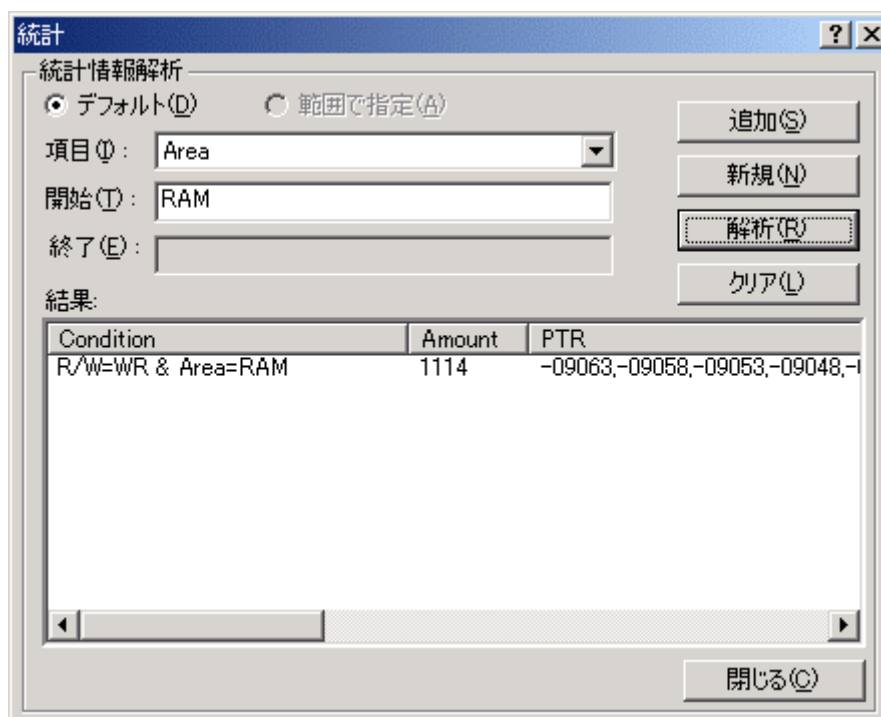 統計
統計情報解析
デフォルト(D) 範囲で指定(A)
追加(S)
項目(I) : Area
新規(N)
開始(T) : RAM
解析(R)
終了(E) :
クリア(L)
結果:
Condition Amount PTR
R/W=WR & Area=RAM 1114 -09063,-09058,-09053,-09048,-
閉じる(C)